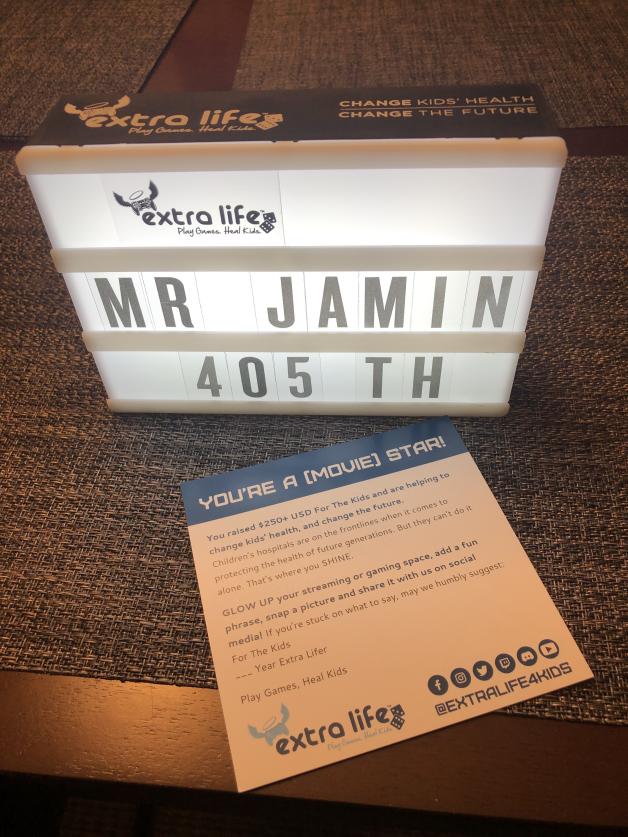 extra life
Play Games. Heal Kids.
CHANGE KIDS' HEALTH
CHANGE THE FUTURE
extra life
Play Games. Heal Kids.
MR JAMIN
405 TH
YOU'RE A [MOVIE] STAR!
You raised $250+ USD For The Kids and are helping to
change kids' health, and change the future.
Children's hospitals are on the frontlines when it comes to
protecting the health of future generations. But they can't do it
alone. That's where you SHINE.
GLOW UP your streaming or gaming space, add a fun
phrase, snap a picture and share it with us on social
media! If you're stuck on what to say, may we humbly suggest:
For The Kids
___ Year Extra Lifer
Play Games, Heal Kids
extra life
Play Games. Heal Kids.
@EXTRALIFE4KIDS